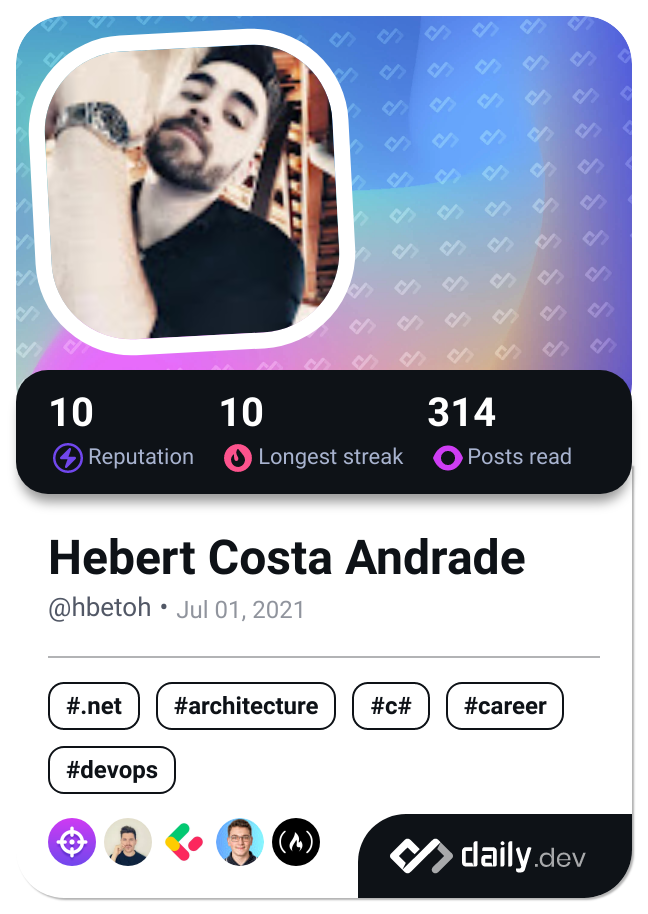 10 10 314
Reputation Longest streak Posts read
Hebert Costa Andrade
@hbetoh • Jul 01, 2021
#.net #architecture #c# #career
#devops
daily.dev